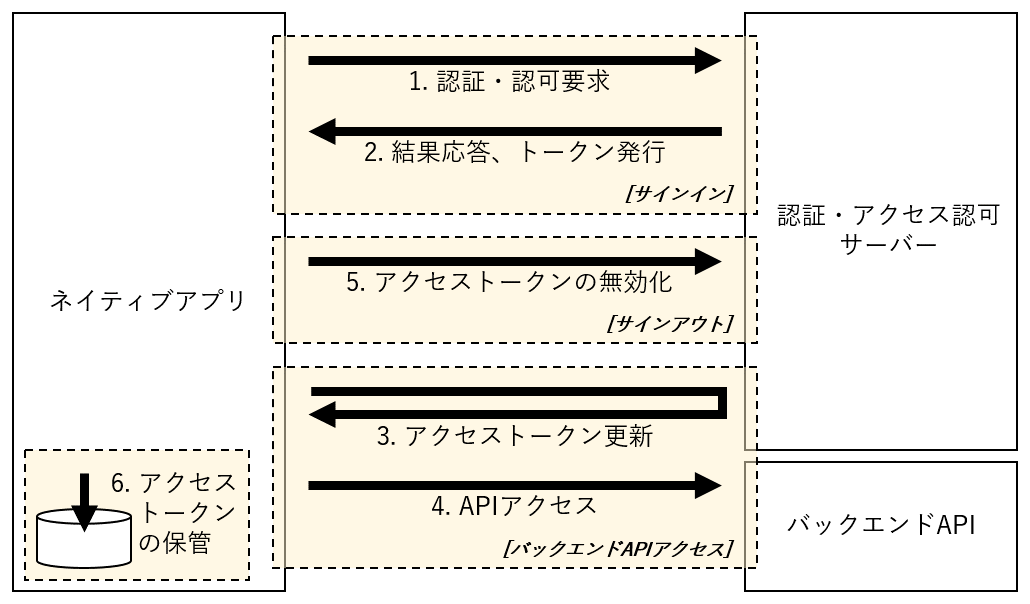 1. 認証・認可要求
2. 結果応答、トークン発行
[サインイン]
認証・アクセス認可
サーバー
5. アクセストークンの無効化
[サインアウト]
ネイティブアプリ
3. アクセストークン更新
4. APIアクセス
[バックエンドAPIアクセス]
6. アクセス
トークン
の保管
バックエンドAPI